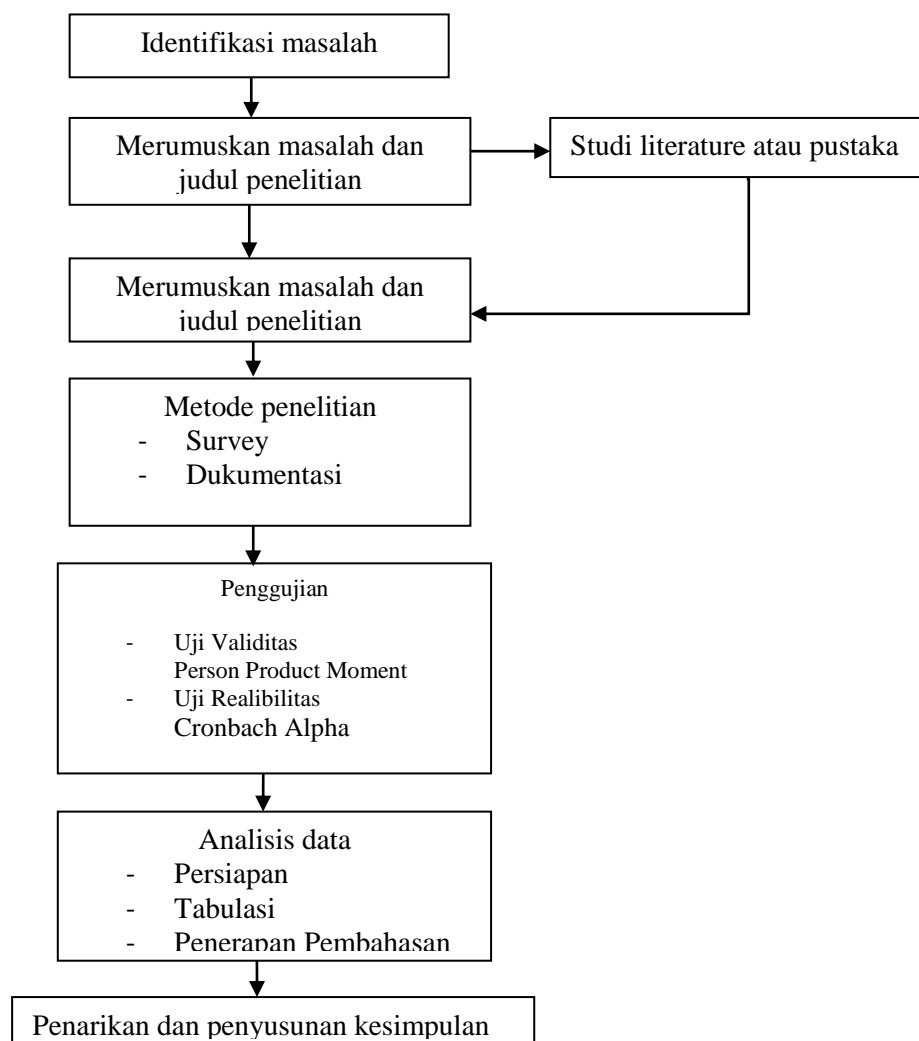 Identifikasi masalah
Merumuskan masalah dan
judul penelitian
Studi literature atau pustaka
Merumuskan masalah dan
judul penelitian
Metode penelitian
- Survey
- Dukumentasi
Penggujian
- Uji Validitas
Person Product Moment
- Uji Realibilitas
Cronbach Alpha
Analisis data
- Persiapan
- Tabulasi
- Penerapan Pembahasan
Penarikan dan penyusunan kesimpulan